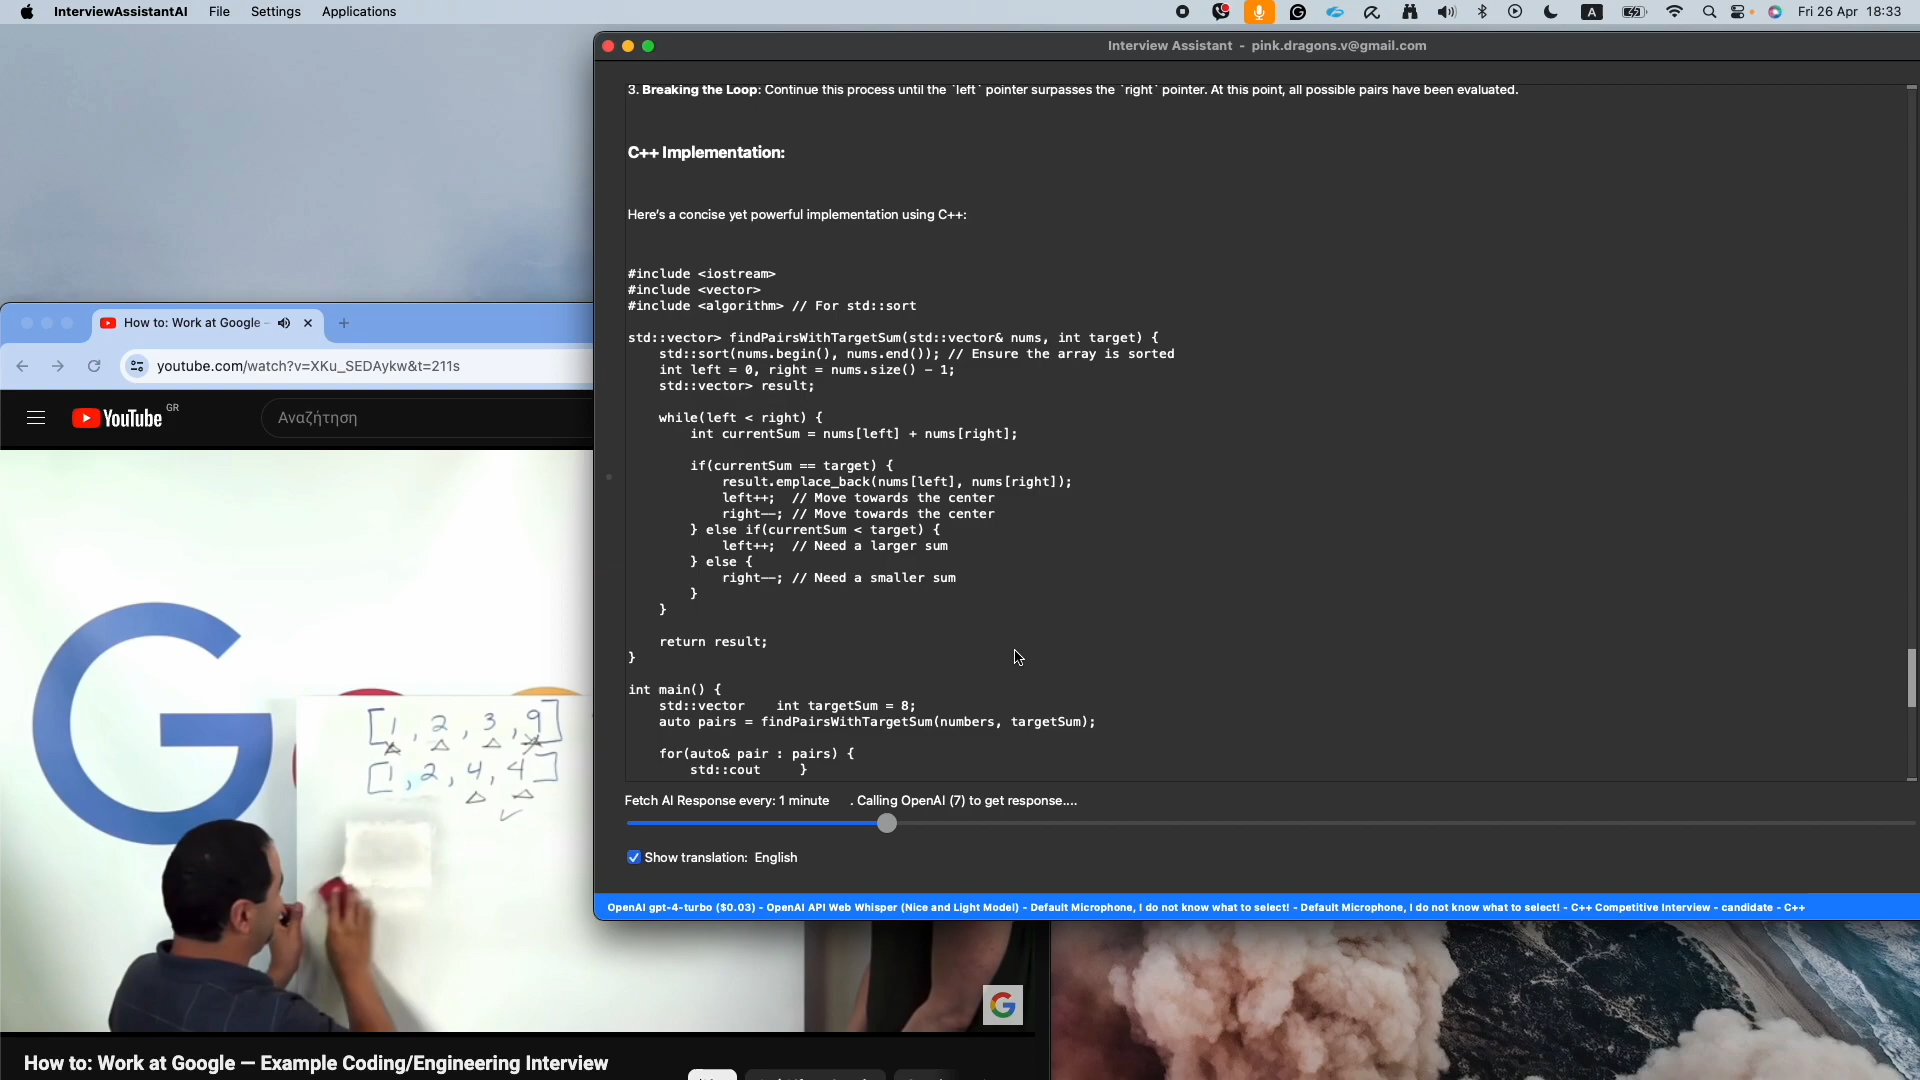 InterviewAssistantAI File Settings Applications
A
Fri 26 Apr 18:33
Interview Assistant - pink.dragons.v@gmail.com
3. Breaking the Loop: Continue this process until the `left` pointer surpasses the `right` pointer. At this point, all possible pairs have been evaluated.
C++ Implementation:
Here's a concise yet powerful implementation using C++:
#include <iostream>
#include <vector>
#include <algorithm> // For std::sort
std::vector> findPairsWithTargetSum(std::vector& nums, int target) {
std::sort(nums.begin(), nums.end()); // Ensure the array is sorted
int left = 0, right = nums.size() - 1;
std::vector> result;
while(left < right) {
int currentSum = nums[left] + nums[right];
if(currentSum == target) {
result.emplace_back(nums[left], nums[right]);
left++; // Move towards the center
right--; // Move towards the center
} else if(currentSum < target) {
left++; // Need a larger sum
} else {
right--; // Need a smaller sum
}
}
return result;
}
int main() {
std::vector int targetSum = 8;
auto pairs = findPairsWithTargetSum(numbers, targetSum);
for(auto& pair : pairs) {
std::cout }
Fetch AI Response every: 1 minute . Calling OpenAI (7) to get response....
Show translation: English
OpenAI gpt-4-turbo ($0.03) - OpenAI API Web Whisper (Nice and Light Model) - Default Microphone, I do not know what to select! - Default Microphone, I do not know what to select! - C++ Competitive Interview - candidate - C++
How to: Work at Google -
youtube.com/watch?v=XKu_SEDAykw&t=211s
YouTube GR
Αναζήτηση
[1, 2, 3, 9]
[1, 2, 4, 4]
G
G
How to: Work at Google — Example Coding/Engineering Interview